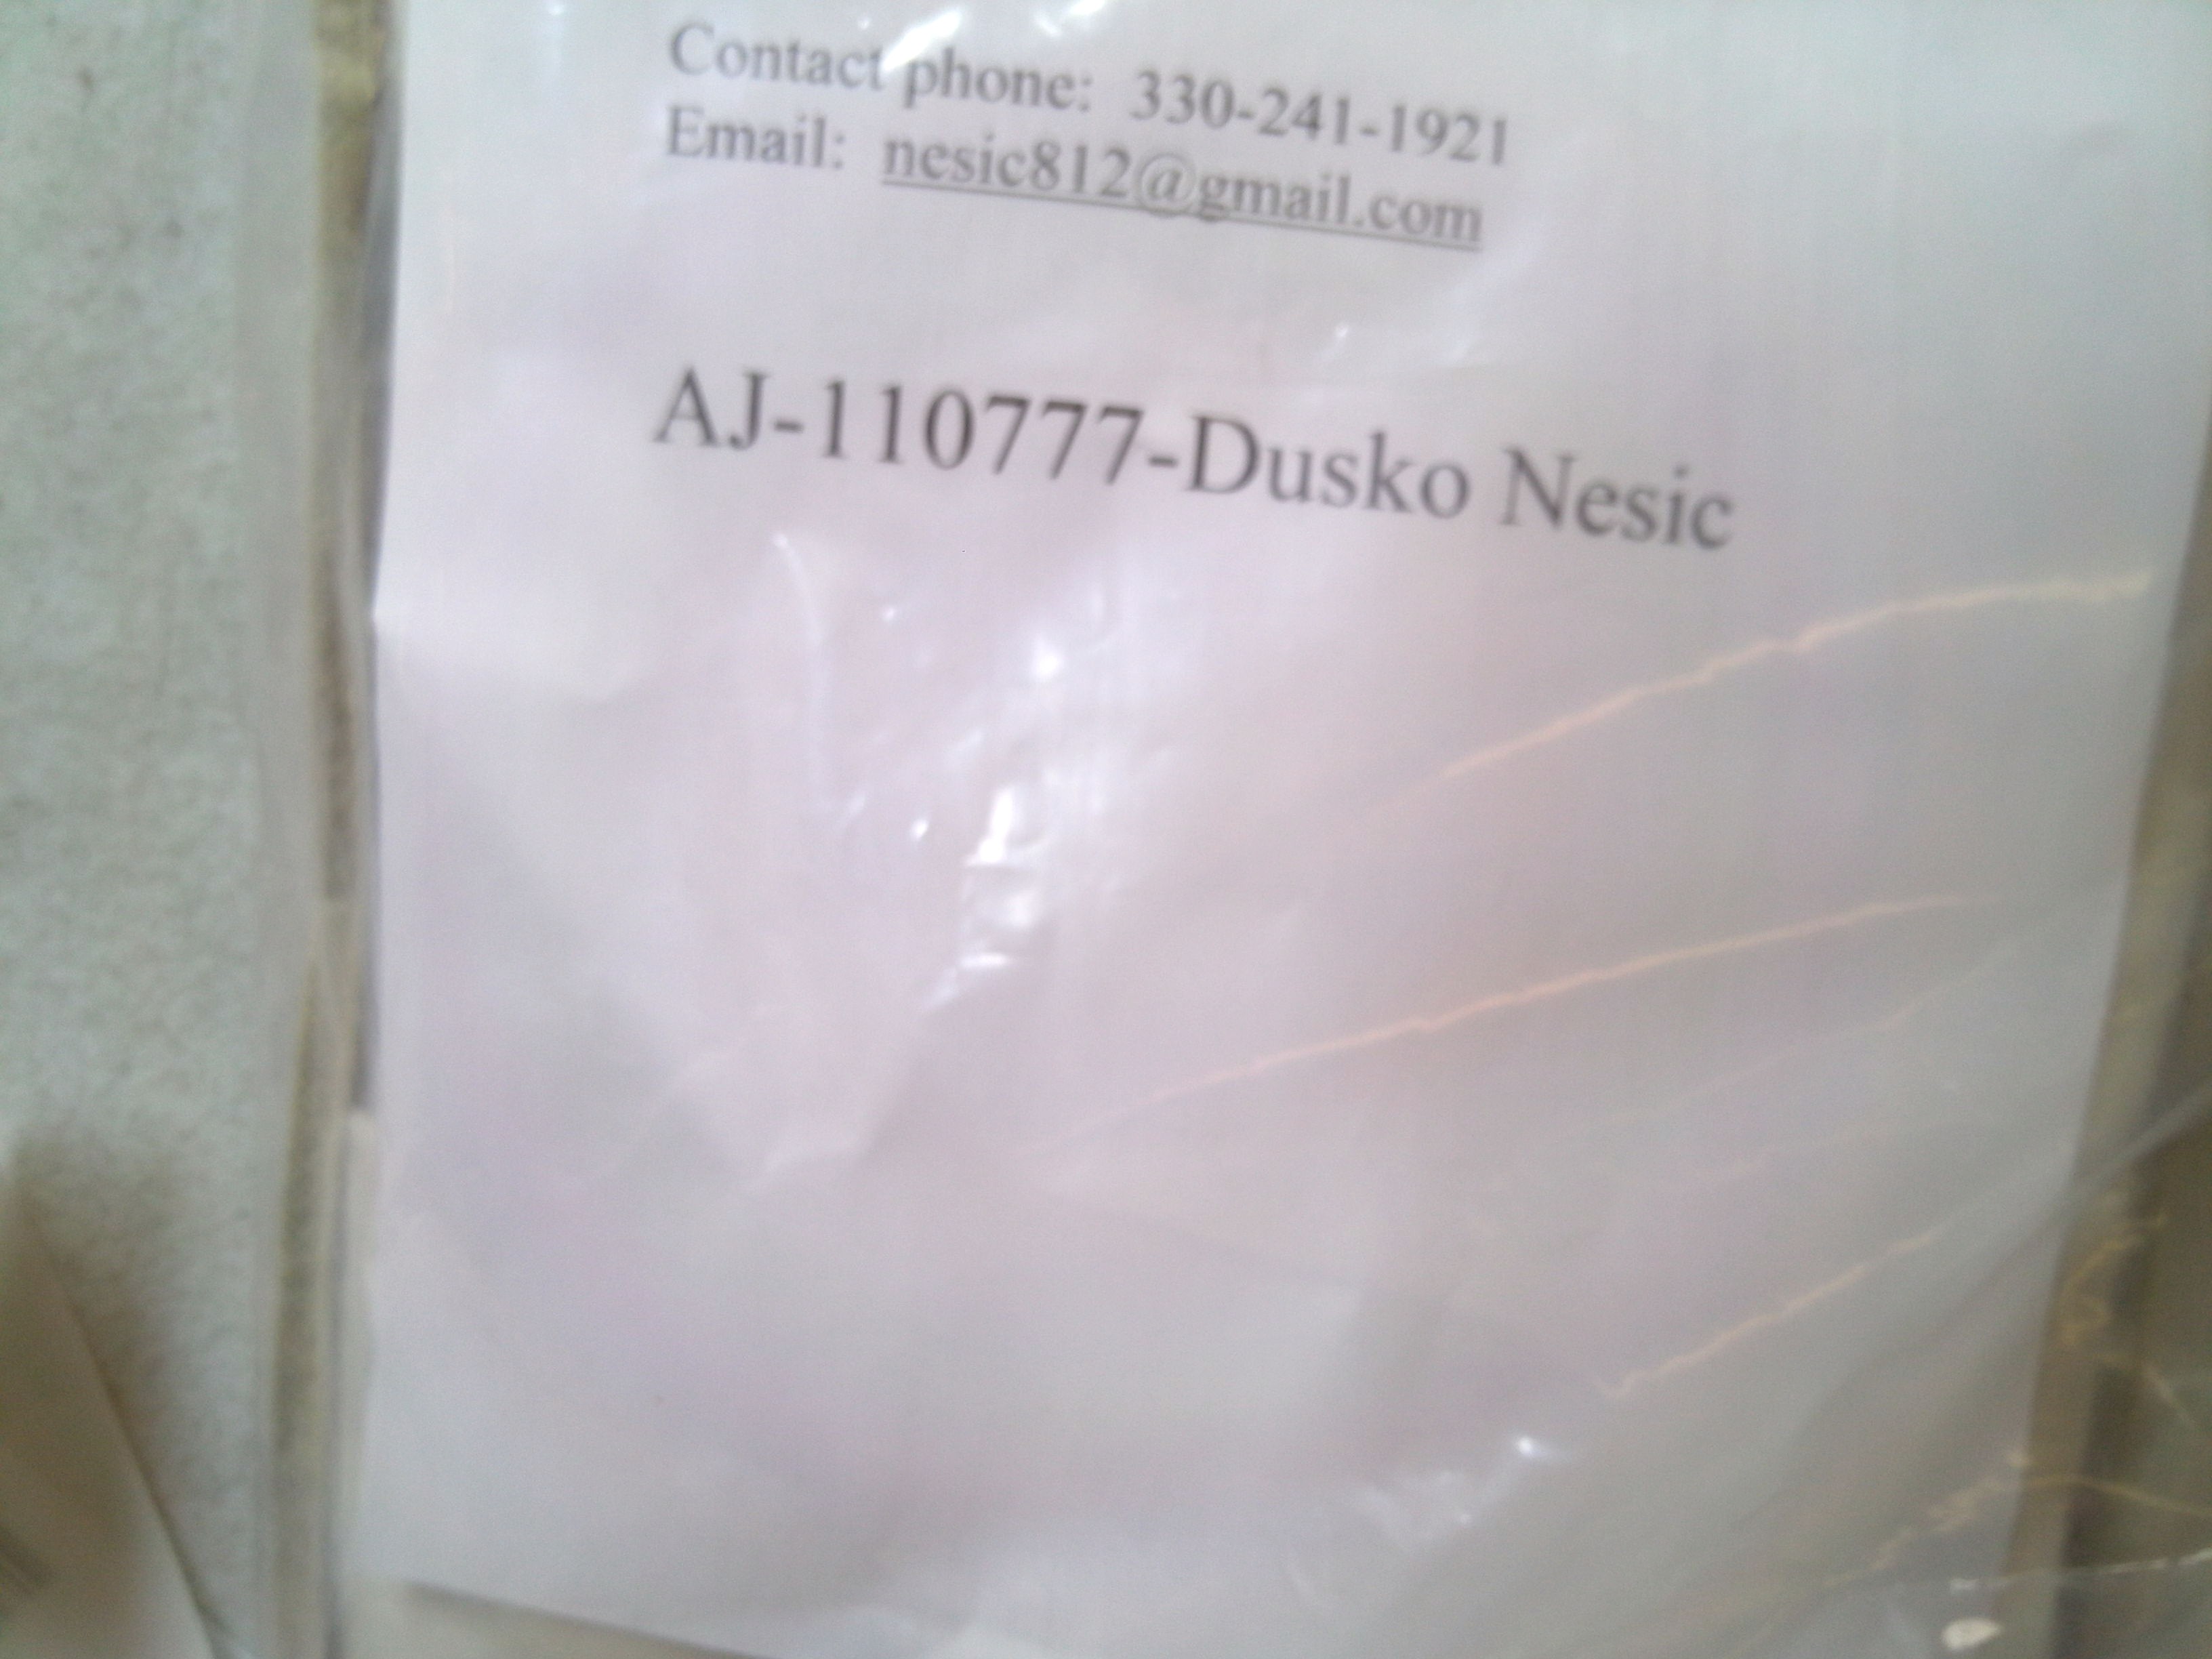 Contact phone: 330-241-1921
Email: nesic812@gmail.com
AJ-110777-Dusko Nesic